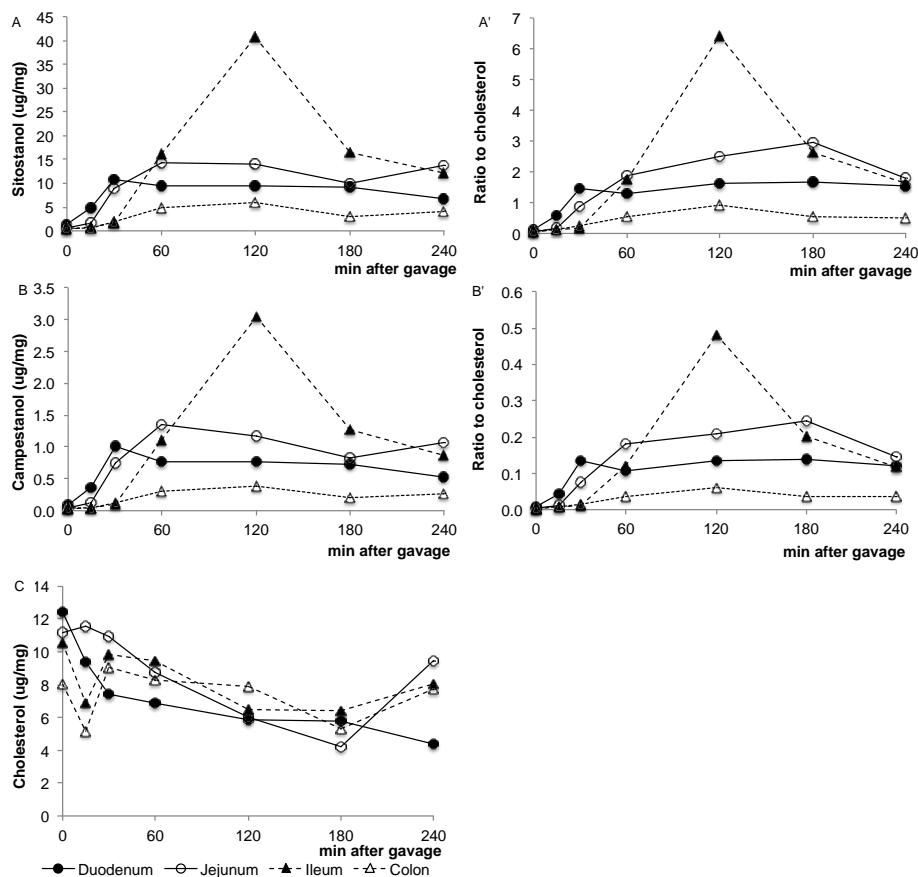 A
Sitostanol (ug/mg)
45
40
35
30
25
20
15
10
5
0
0 60 120 180 240
min after gavage
A'
Ratio to cholesterol
7
6
5
4
3
2
1
0
0 60 120 180 240
min after gavage
B
Campestanol (ug/mg)
3.5
3.0
2.5
2.0
1.5
1.0
0.5
0.0
0 60 120 180 240
min after gavage
B'
Ratio to cholesterol
0.6
0.5
0.4
0.3
0.2
0.1
0.0
0 60 120 180 240
min after gavage
C
Cholesterol (ug/mg)
14
12
10
8
6
4
2
0
0 60 120 180 240
min after gavage
Duodenum Jejunum Ileum Colon